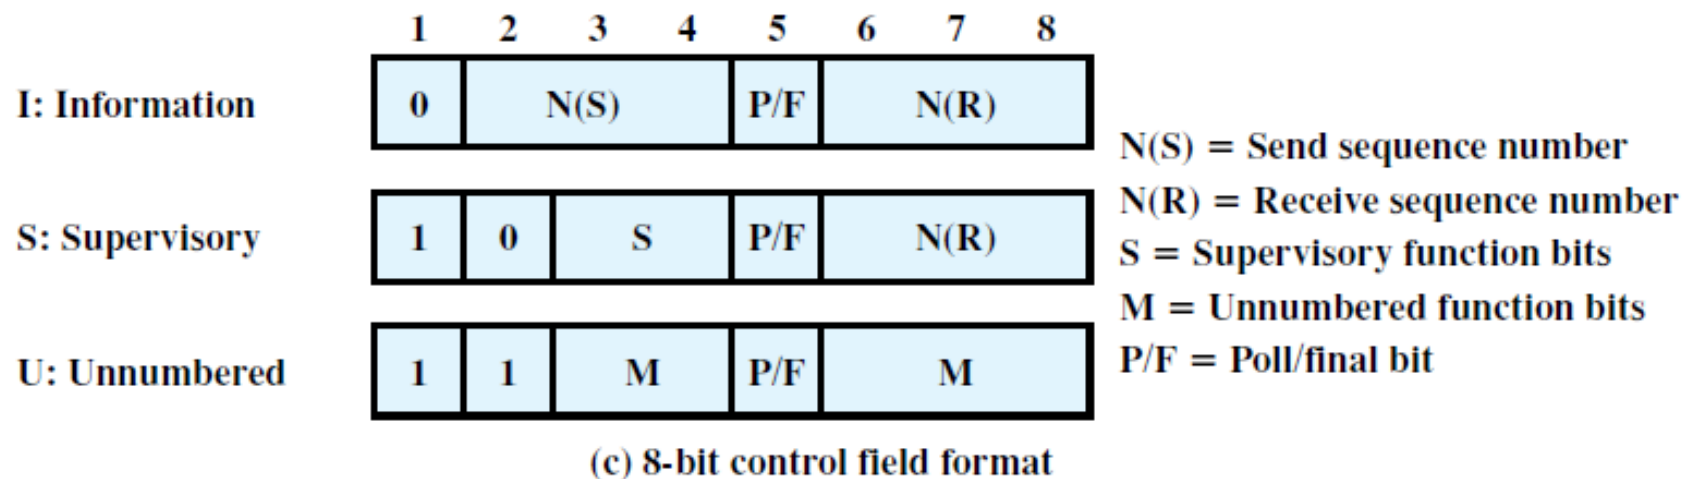 1 2 3 4 5 6 7 8
I: Information 0 N(S) P/F N(R)
N(S) = Send sequence number
N(R) = Receive sequence number
S: Supervisory 1 0 S P/F N(R)
S = Supervisory function bits
M = Unnumbered function bits
P/F = Poll/final bit
U: Unnumbered 1 1 M P/F M
(c) 8-bit control field format